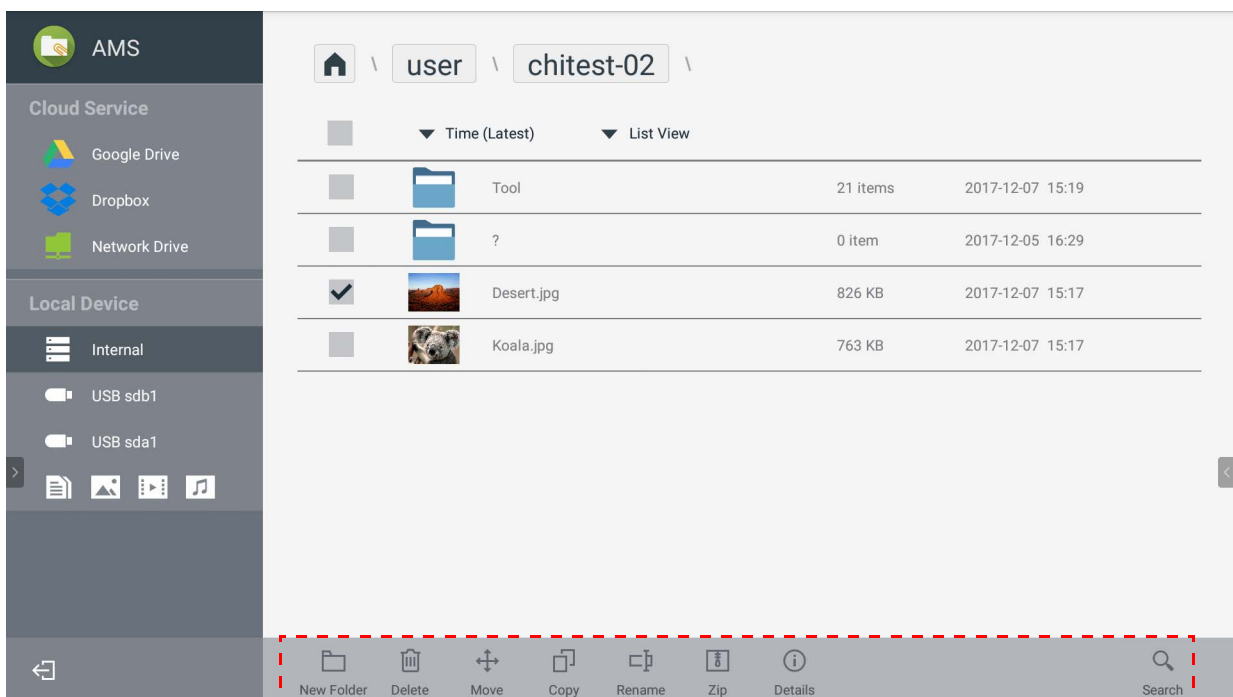 AMS
Cloud Service
Google Drive
Dropbox
Network Drive
Local Device
Internal
USB sdb1
USB sda1
\ user \ chitest-02 \
Time (Latest) List View
Tool 21 items 2017-12-07 15:19
? 0 item 2017-12-05 16:29
Desert.jpg 826 KB 2017-12-07 15:17
Koala.jpg 763 KB 2017-12-07 15:17
New Folder Delete Move Copy Rename Zip Details Search